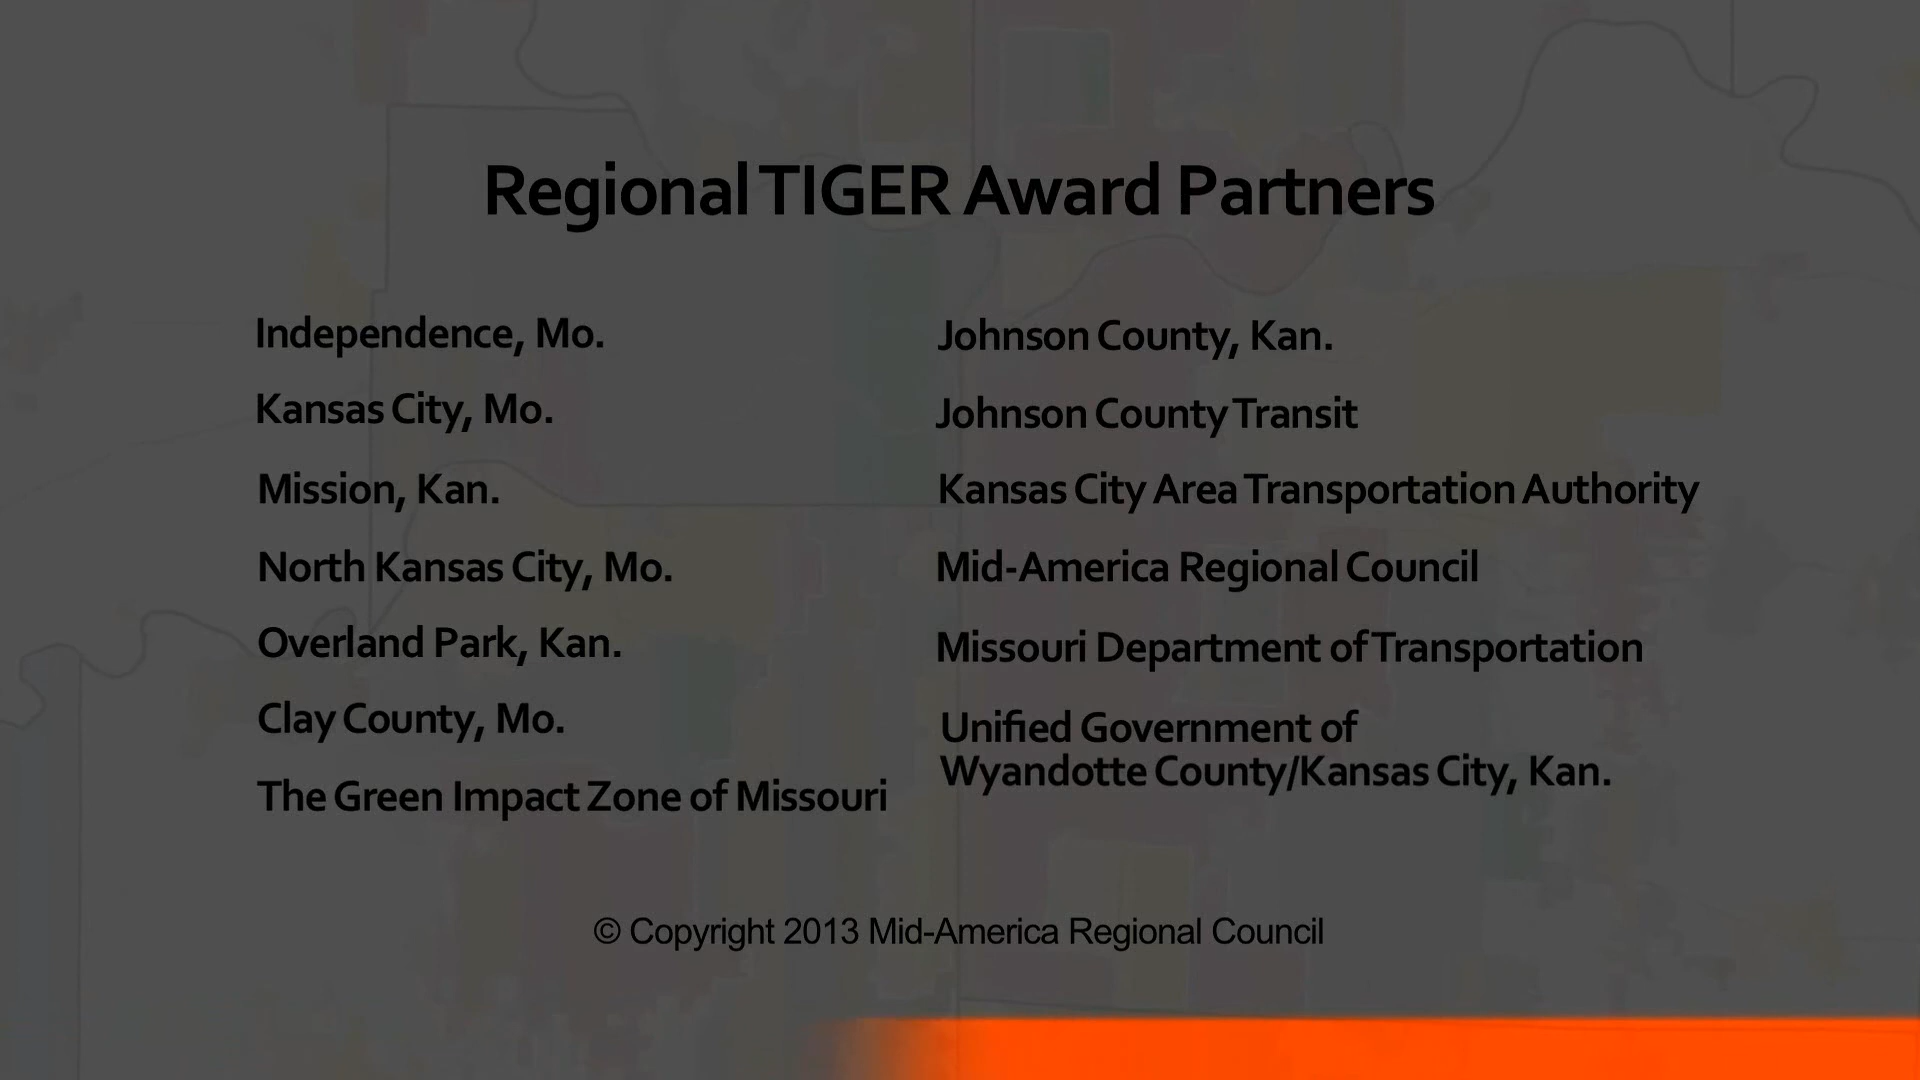 Regional TIGER Award Partners
Independence, Mo.
Kansas City, Mo.
Mission, Kan.
North Kansas City, Mo.
Overland Park, Kan.
Clay County, Mo.
The Green Impact Zone of Missouri
Johnson County, Kan.
Johnson County Transit
Kansas City Area Transportation Authority
Mid-America Regional Council
Missouri Department of Transportation
Unified Government of
Wyandotte County/Kansas City, Kan.
© Copyright 2013 Mid-America Regional Council